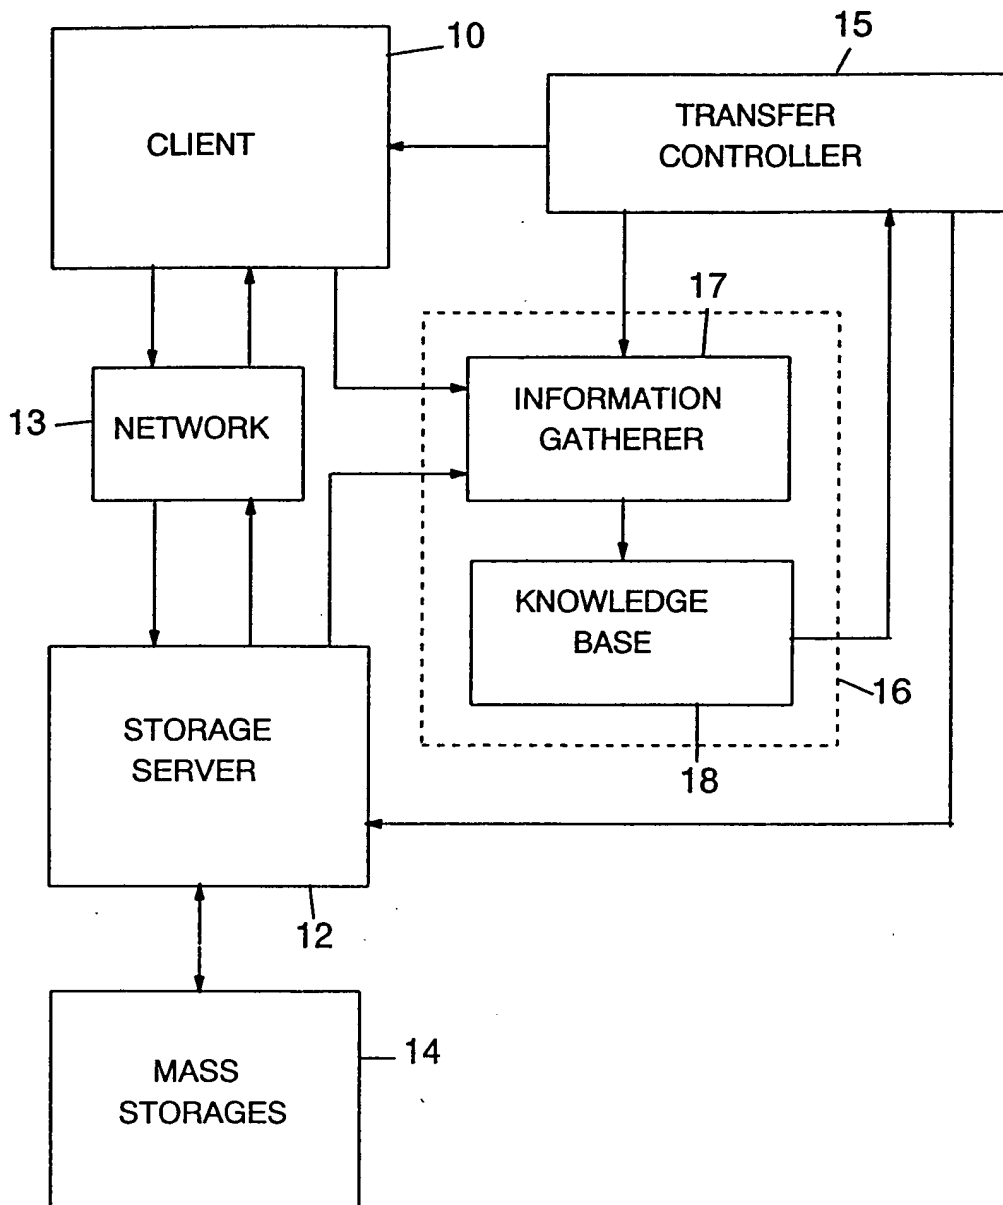 10
CLIENT
15
TRANSFER
CONTROLLER
17
INFORMATION
GATHERER
13
NETWORK
KNOWLEDGE
BASE
16
18
STORAGE
SERVER
12
14
MASS
STORAGES